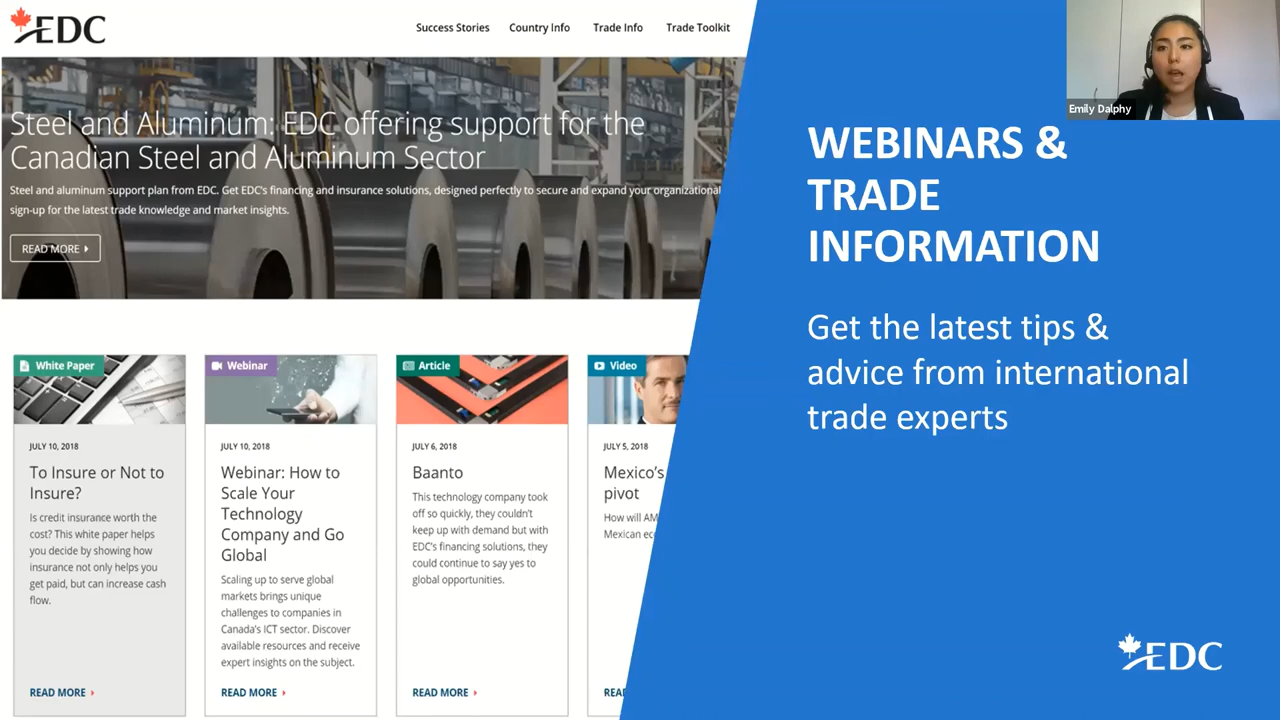 EDC
Success Stories
Country Info
Trade Info
Trade Toolkit
Steel and Aluminum: EDC offering support for the
Canadian Steel and Aluminum Sector
Steel and aluminum support plan from EDC. Get EDC's financing and insurance solutions, designed perfectly to secure and expand your organizational
sign-up for the latest trade knowledge and market insights.
READ MORE
White Paper
JULY 10, 2018
To Insure or Not to
Insure?
Is credit insurance worth the
cost? This white paper helps
you decide by showing how
insurance not only helps you
get paid, but can increase cash
flow.
READ MORE
Webinar
JULY 10, 2018
Webinar: How to
Scale Your
Technology
Company and Go
Global
Scaling up to serve global
markets brings unique
challenges to companies in
Canada's ICT sector. Discover
available resources and receive
expert insights on the subject.
READ MORE
Article
JULY 6, 2018
Baanto
This technology company took
off so quickly, they couldn't
keep up with demand but with
EDC's financing solutions, they
could continue to say yes to
global opportunities.
READ MORE
Video
JULY 5, 2018
Mexico's
pivot
How will AM
Mexican ec
REA
Emily Dalphy
WEBINARS &
TRADE
INFORMATION
Get the latest tips &
advice from international
trade experts
EDC